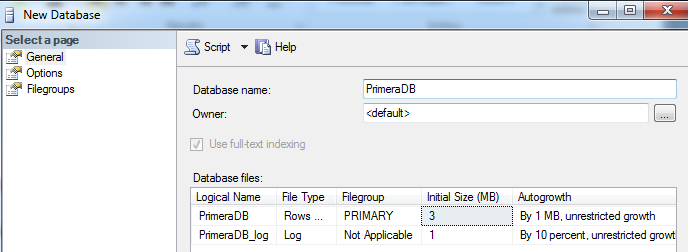 New Database
Select a page
General
Options
Filegroups
Script Help
Database name: PrimeraDB
Owner: <default> ...
Use full-text indexing
Database files:
Logical Name File Type Filegroup Initial Size (MB) Autogrowth
PrimeraDB Rows ... PRIMARY 3 By 1 MB, unrestricted growth
PrimeraDB_log Log Not Applicable 1 By 10 percent, unrestricted growth